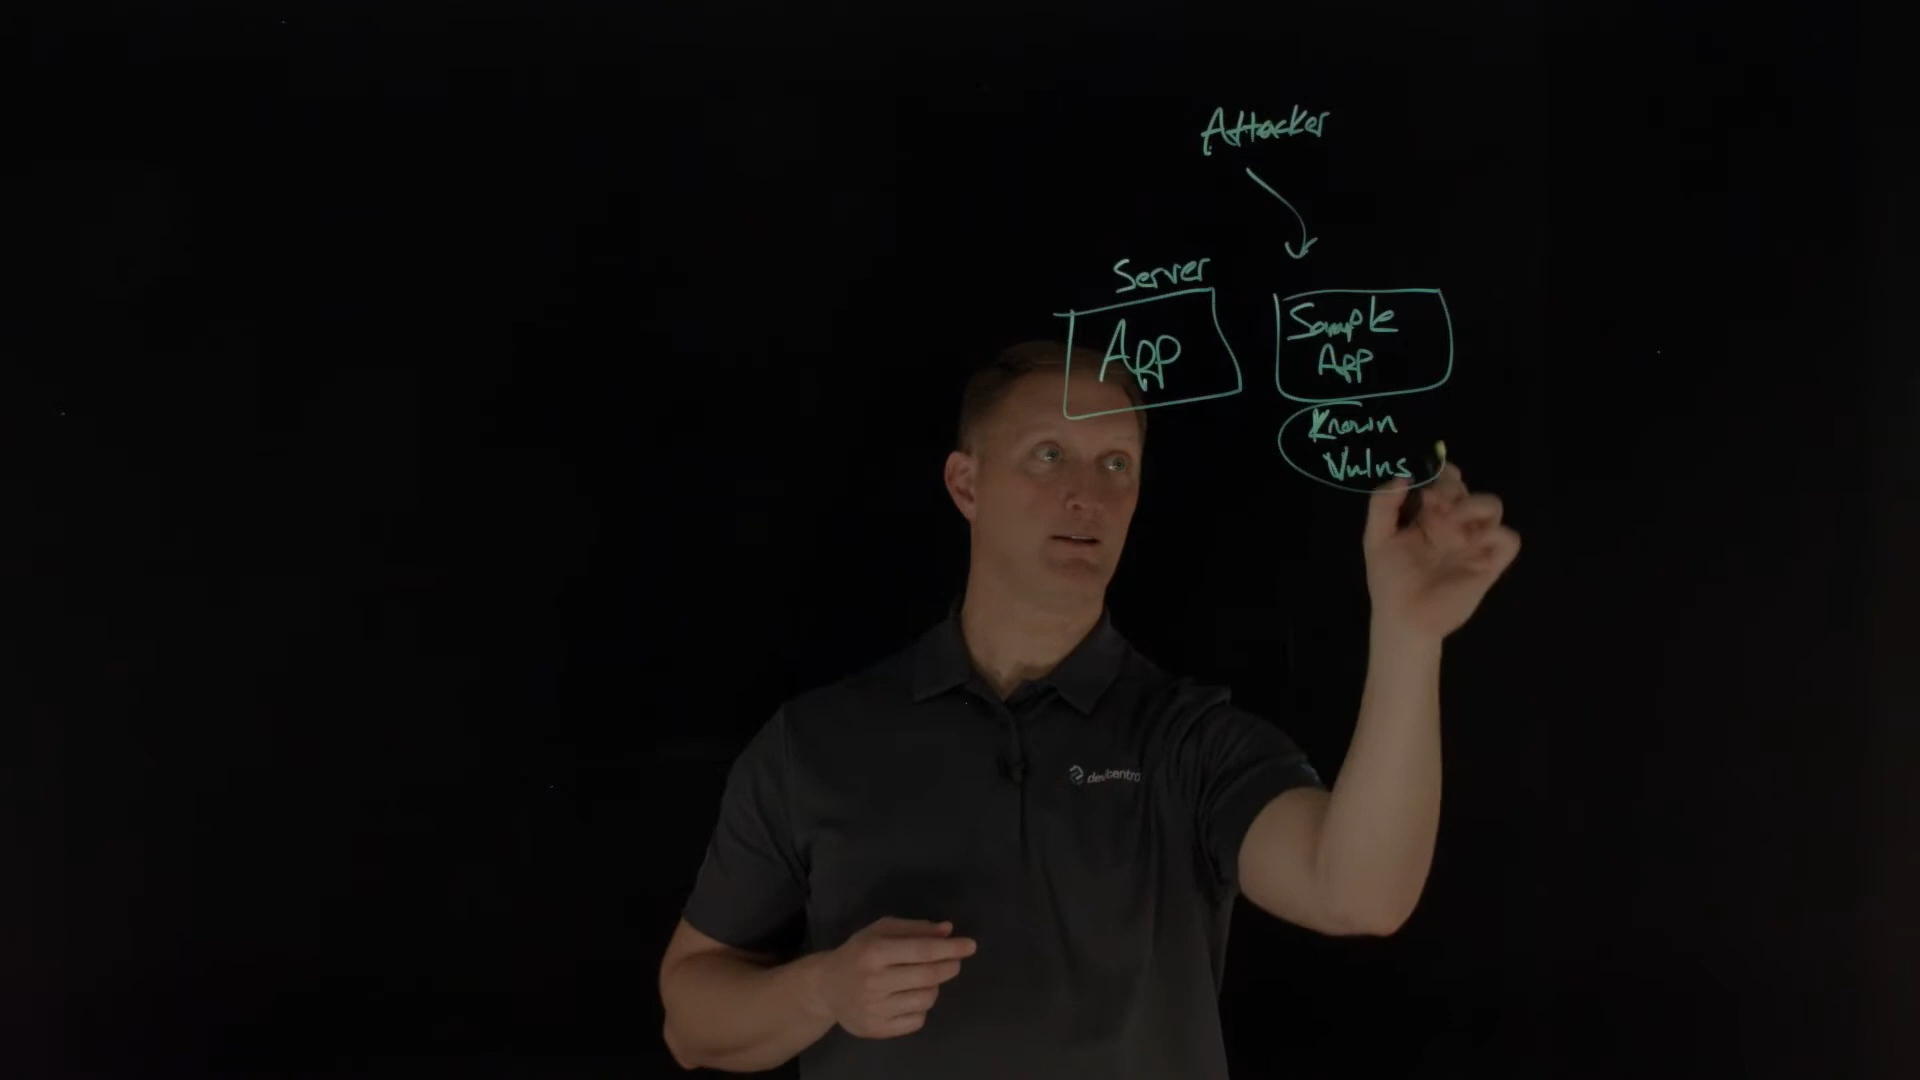 Attacker
Server
App
Sample
App
Known
Vulns